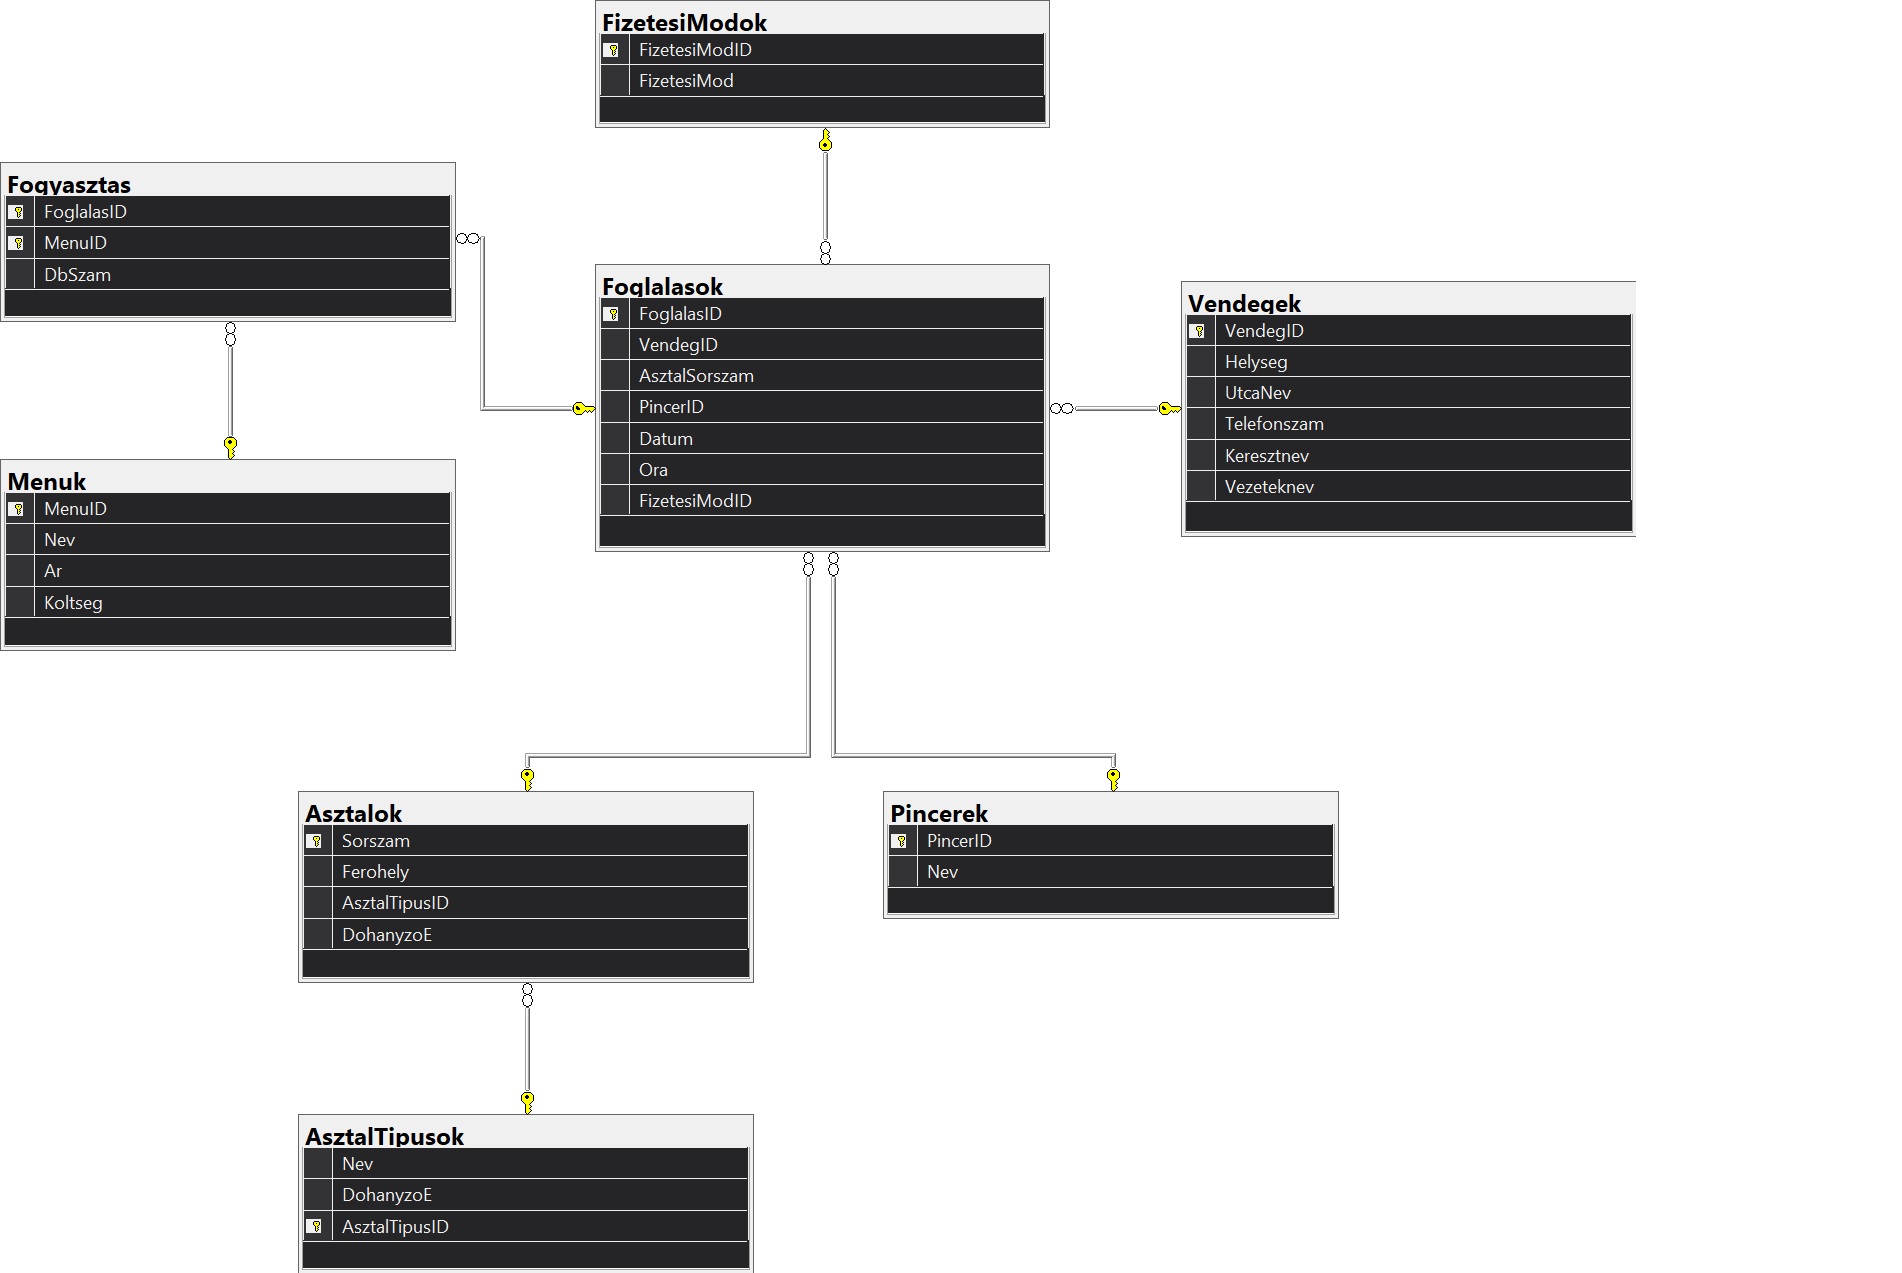 FizetesiModok
FizetesiModID
FizetesiMod
Fogyasztas
FoglalasID
MenuID
DbSzam
Foglalasok
FoglalasID
VendegID
AsztalSorszam
PincerID
Datum
Ora
FizetesiModID
Vendegek
VendegID
Helyseg
UtcaNev
Telefonszam
Keresztnev
Vezeteknev
Menuk
MenuID
Nev
Ar
Koltseg
Asztalok
Sorszam
Ferohely
AsztalTipusID
DohanyzoE
Pincerek
PincerID
Nev
AsztalTipusok
Nev
DohanyzoE
AsztalTipusID